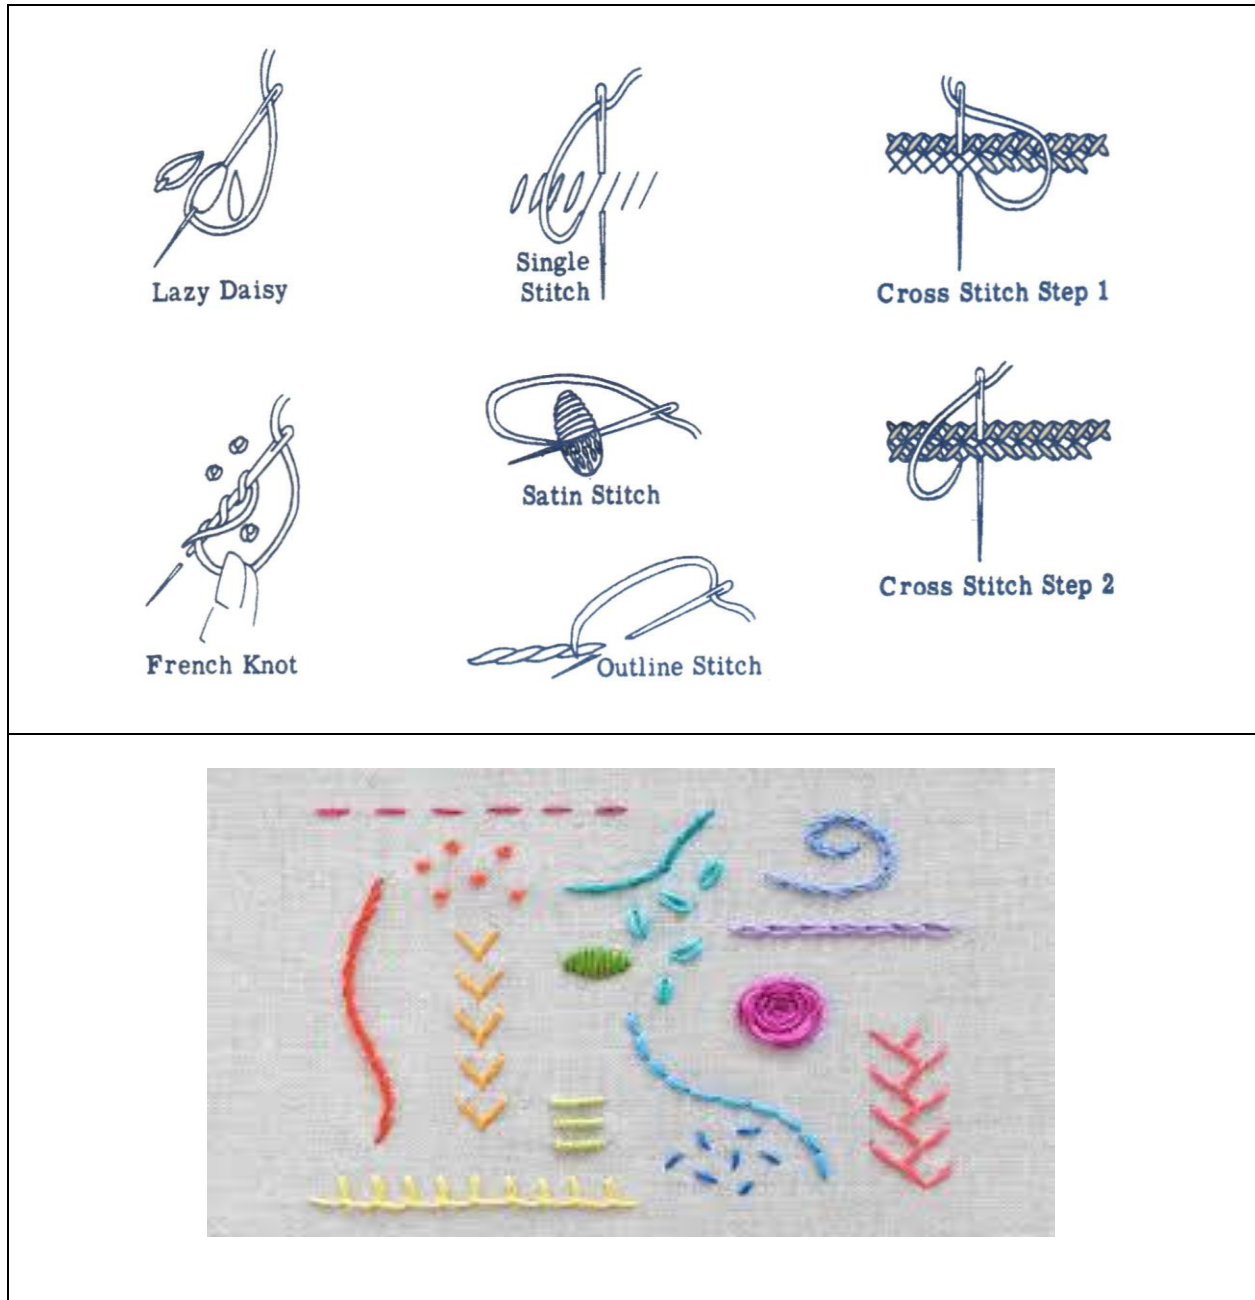 Lazy Daisy
Single
Stitch
Cross Stitch Step 1
French Knot
Satin Stitch
Outline Stitch
Cross Stitch Step 2